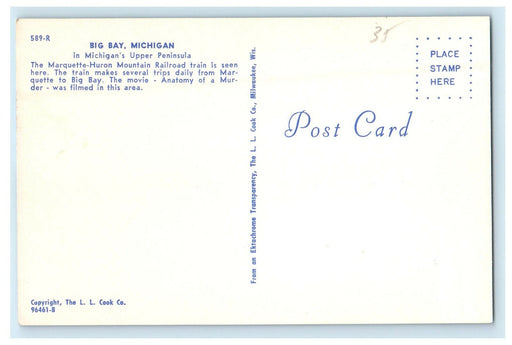 589-R
BIG BAY, MICHIGAN
in Michigan's Upper Peninsula
The Marquette-Huron Mountain Railroad train is seen
here. The train makes several trips daily from Mar-
quette to Big Bay. The movie - Anatomy of a Mur-
der - was filmed in this area.
Copyright, The L. L. Cook Co.
96461-B
From an Ektachrome Transparency, The L. L. Cook Co., Milwaukee, Wis.
35
PLACE
STAMP
HERE
Post Card